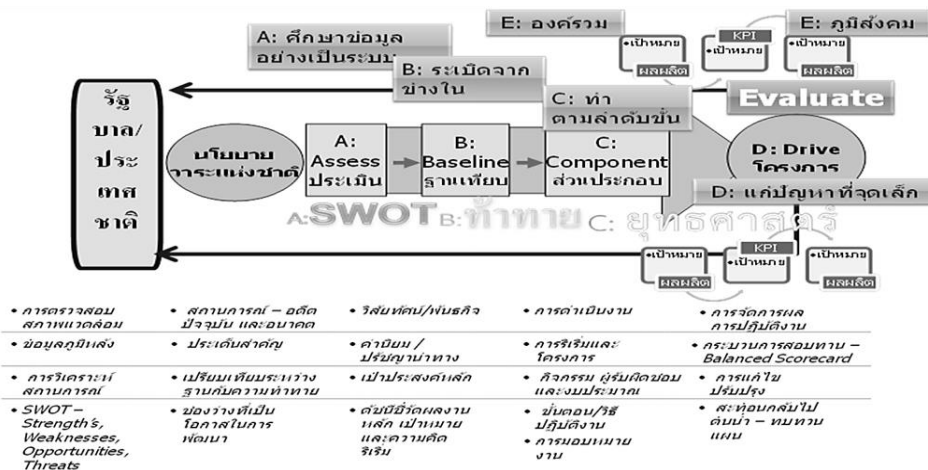 E: องค์รวม
E: ภูมิสังคม
A: ศึกษาข้อมูล
อย่างเป็นระบบ
•เป้าหมาย
ผลผลิต
KPI
•เป้าหมาย
•เป้าหมาย
ผลผลิต
B: ระเบิดจาก
ข้างใน
C: ทำ
ตามลำดับขั้น
Evaluate
รัฐ
บาล/
ประ
เทศ
ชาติ
นโยบาย
วาระแห่งชาติ
A:
Assess
ประเมิน
B:
Baseline
ฐานเทียบ
C:
Component
ส่วนประกอบ
D: Drive
โครงการ
D: แก้ปัญหาที่จุดเล็ก
A:SWOT B:ท้าทาย C: ยุทธศาสตร์
•เป้าหมาย
ผลผลิต
KPI
•เป้าหมาย
•เป้าหมาย
ผลผลิต
• การตรวจสอบ
สภาพแวดล้อม
• สถานการณ์ – อดีต
ปัจจุบัน และอนาคต
• วิสัยทัศน์/พันธกิจ
• การดำเนินงาน
• การจัดการผล
การปฏิบัติงาน
• ข้อมูลภูมิหลัง
• ประเด็นสำคัญ
• ค่านิยม /
ปรัชญานำทาง
• การริเริ่มและ
โครงการ
• กระบวนการสอบทาน –
Balanced Scorecard
• การวิเคราะห์
สถานการณ์
• เปรียบเทียบระหว่าง
ฐานกับความท้าทาย
• เป้าประสงค์หลัก
• กิจกรรม ผู้รับผิดชอบ
และงบประมาณ
• การแก้ไข
ปรับปรุง
• SWOT –
Strength's,
Weaknesses,
Opportunities,
Threats
• ช่องว่างที่เป็น
โอกาสในการ
พัฒนา
• ดัชนีชี้วัดผลงาน
หลัก เป้าหมาย
และความคิด
ริเริ่ม
• ขั้นตอน/วิธี
ปฏิบัติงาน
• การมอบหมาย
งาน
• สะท้อนกลับไป
ต้นน้ำ – ทบทวน
แผน